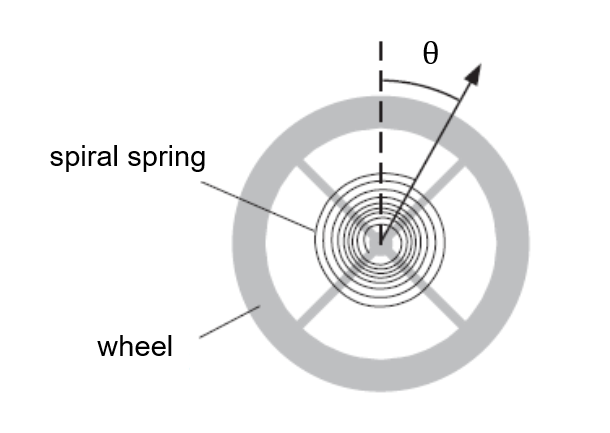 θ
spiral spring
wheel